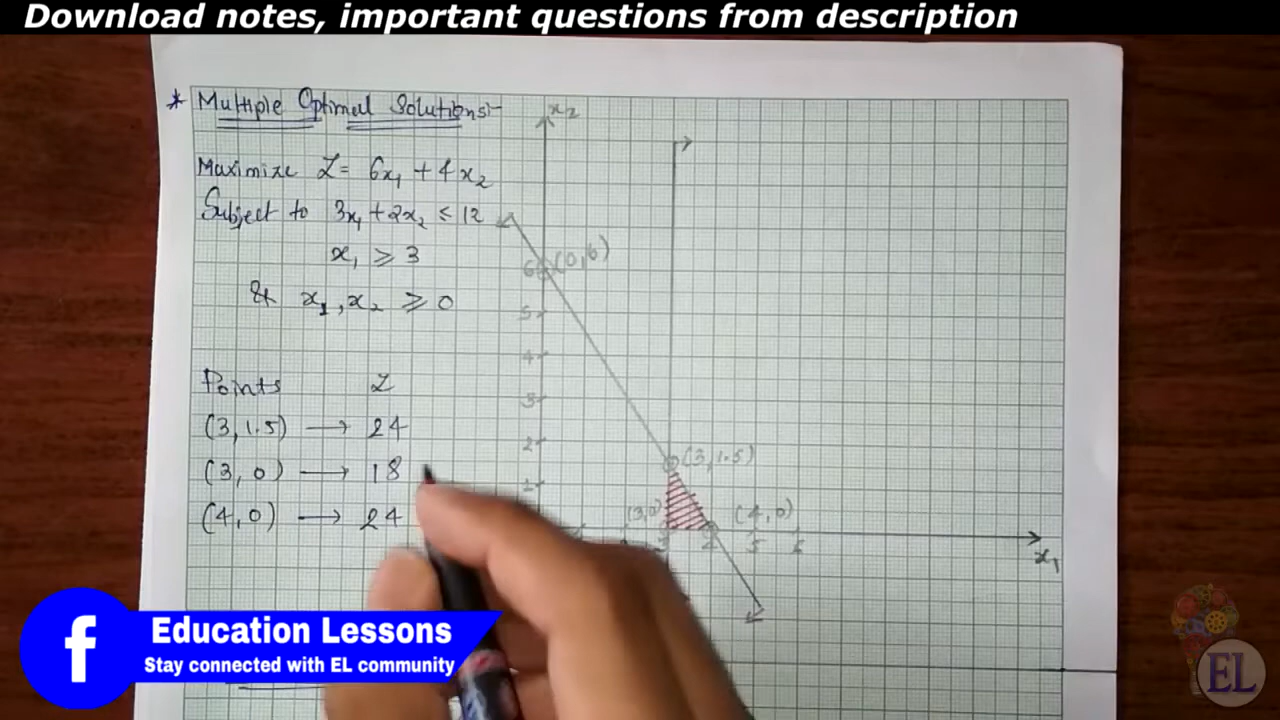 Download notes, important questions from description
* Multiple Optimal Solutions:-
Maximize Z = 6x₁ + 4x₂
Subject to 3x₁ + 2x₂ ≤ 12
x₁ ≥ 3
& x₁, x₂ ≥ 0
Points Z
(3, 1.5) → 24
(3, 0) → 18
(4, 0) → 24
x₂
6 (0,6)
5
4
3
2
(3,1.5)
1
(3,0) (4,0)
3 4 5 6
x₁
f
Education Lessons
Stay connected with EL community
EL